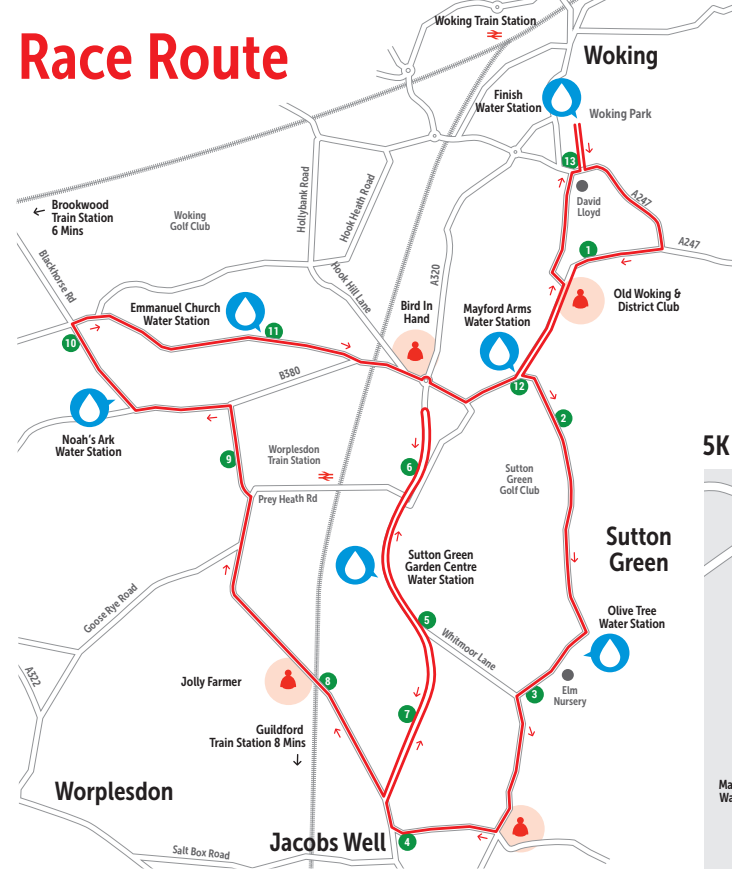 Race Route
Woking Train Station
Woking
Finish
Water Station
Woking Park
13
David
Lloyd
A247
A247
1
Brookwood
Train Station
6 Mins
Woking
Golf Club
Hollybank Road
Hook Heath Road
Hook Hill Lane
A320
Blackhorse Rd
Emmanuel Church
Water Station
11
Bird In
Hand
Mayford Arms
Water Station
Old Woking &
District Club
10
B380
12
2
Noah's Ark
Water Station
9
Worplesdon
Train Station
6
Sutton
Green
Golf Club
5K
Prey Heath Rd
Sutton
Green
Sutton Green
Garden Centre
Water Station
Goose Rye Road
Olive Tree
Water Station
5
Whitmoor Lane
A322
Jolly Farmer
8
3
Elm
Nursery
7
Guildford
Train Station 8 Mins
Worplesdon
Ma
Wa
Jacobs Well
4
Salt Box Road